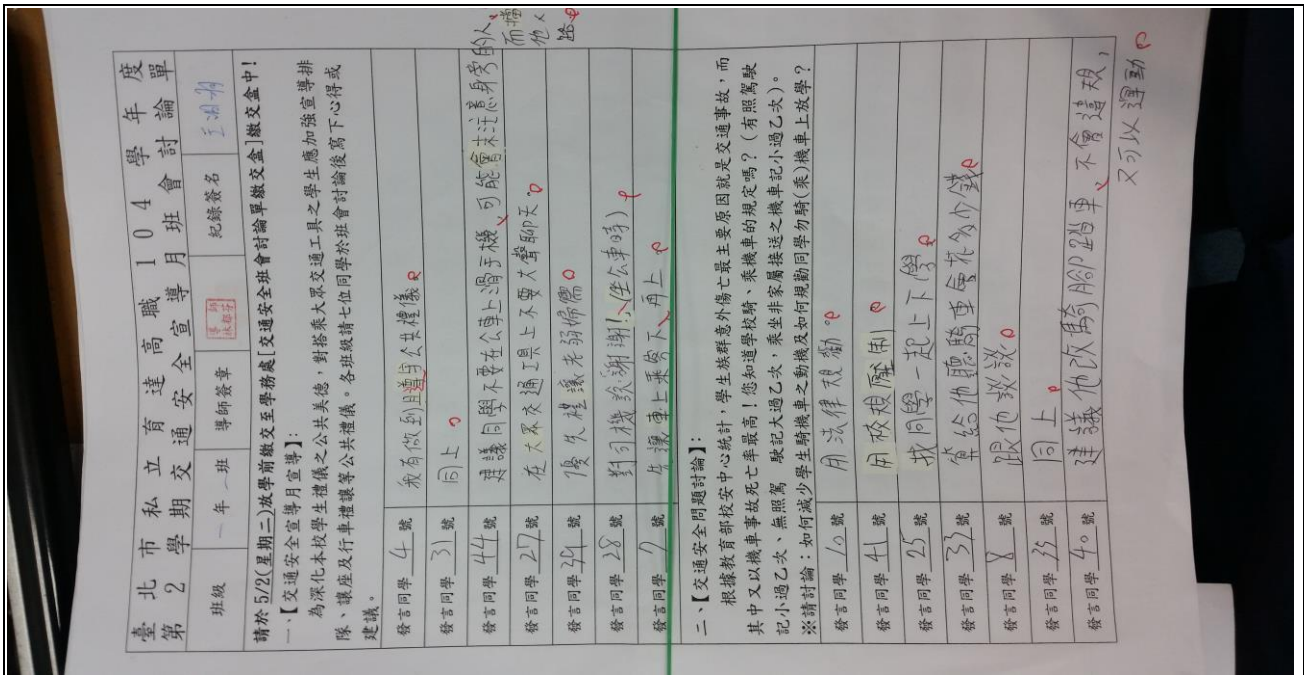 臺北市私立育達高職104學年度
第2學期交通安全宣導月班會討論單
班級 一年一班 導師簽章 紀錄簽名
請於5/2(星期二)放學前繳交至學務處[交通安全班會討論單繳交盒]繳交盒中!
一、【交通安全宣導月宣導】:
為深化本校學生禮儀之公共美德,對搭乘大眾交通工具之學生應加強宣導排
隊、讓座及行車禮讓等公共禮儀。各班級請七位同學於班會討論後寫下心得或
建議。
發言同學 4 號 我有做到且遵守公共禮儀
發言同學 31 號 同上
發言同學 44 號 建議同學不要在公車上滑手機、可能會未注意身旁的人、
而擋
他人
路
發言同學 27 號 在大眾交通工具上不要大聲聊天。
發言同學 34 號 優先禮讓老弱婦孺
發言同學 28 號 對司機說謝謝!(坐公車時)
發言同學 7 號 先讓車上乘客下、再上
二、【交通安全問題討論】:
根據教育部校安中心統計,學生族群意外傷亡最主要原因就是交通事故,而
其中又以機車事故死亡率最高!您知道學校騎、乘機車的規定嗎?(有照駕駛
記小過乙次、無照駕 駛記大過乙次,乘坐非家屬接送之機車記小過乙次)。
※請討論:如何減少學生騎機車之動機及如何規勸同學勿騎(乘)機車上放學?
發言同學 10 號 用法律規勸。
發言同學 41 號 用校規壓制
發言同學 25 號 找同學一起上下學
發言同學 33 號 算給他聽騎車會花多少錢
發言同學 8 號 跟他談談
發言同學 35 號 同上
發言同學 40 號 建議他改騎腳踏車、不會違規,
又可以運動